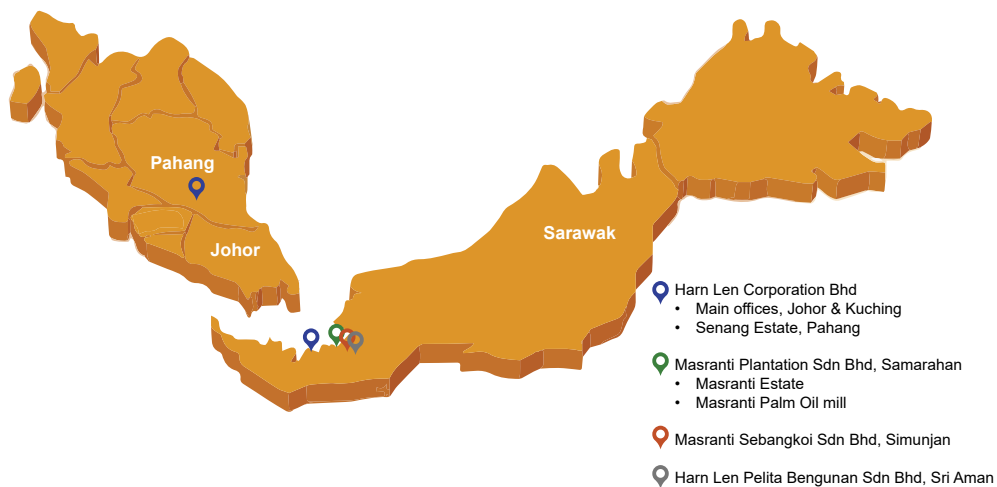 Pahang
Johor
Sarawak
Harn Len Corporation Bhd
• Main offices, Johor & Kuching
• Senang Estate, Pahang
Masranti Plantation Sdn Bhd, Samarahan
• Masranti Estate
• Masranti Palm Oil mill
Masranti Sebangkoi Sdn Bhd, Simunjan
Harn Len Pelita Bengunan Sdn Bhd, Sri Aman